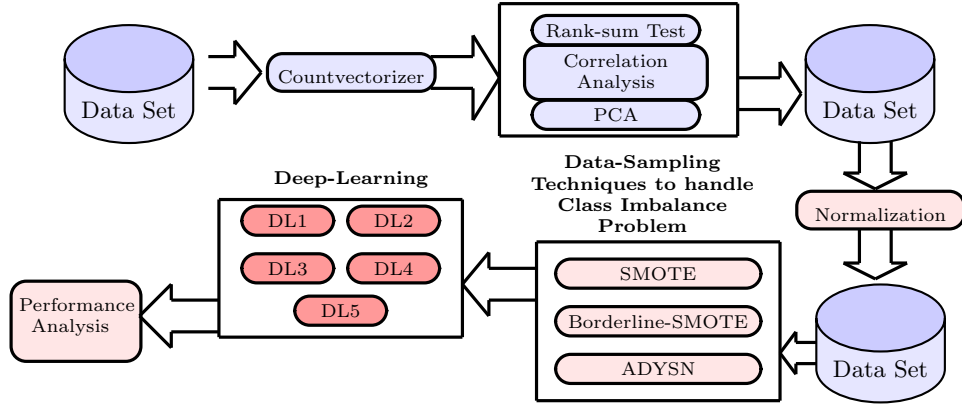 Data Set
Countvectorizer
Rank-sum Test
Correlation
Analysis
PCA
Data Set
Normalization
Data Set
Data-Sampling
Techniques to handle
Class Imbalance
Problem
SMOTE
Borderline-SMOTE
ADYSN
Deep-Learning
DL1
DL2
DL3
DL4
DL5
Performance
Analysis